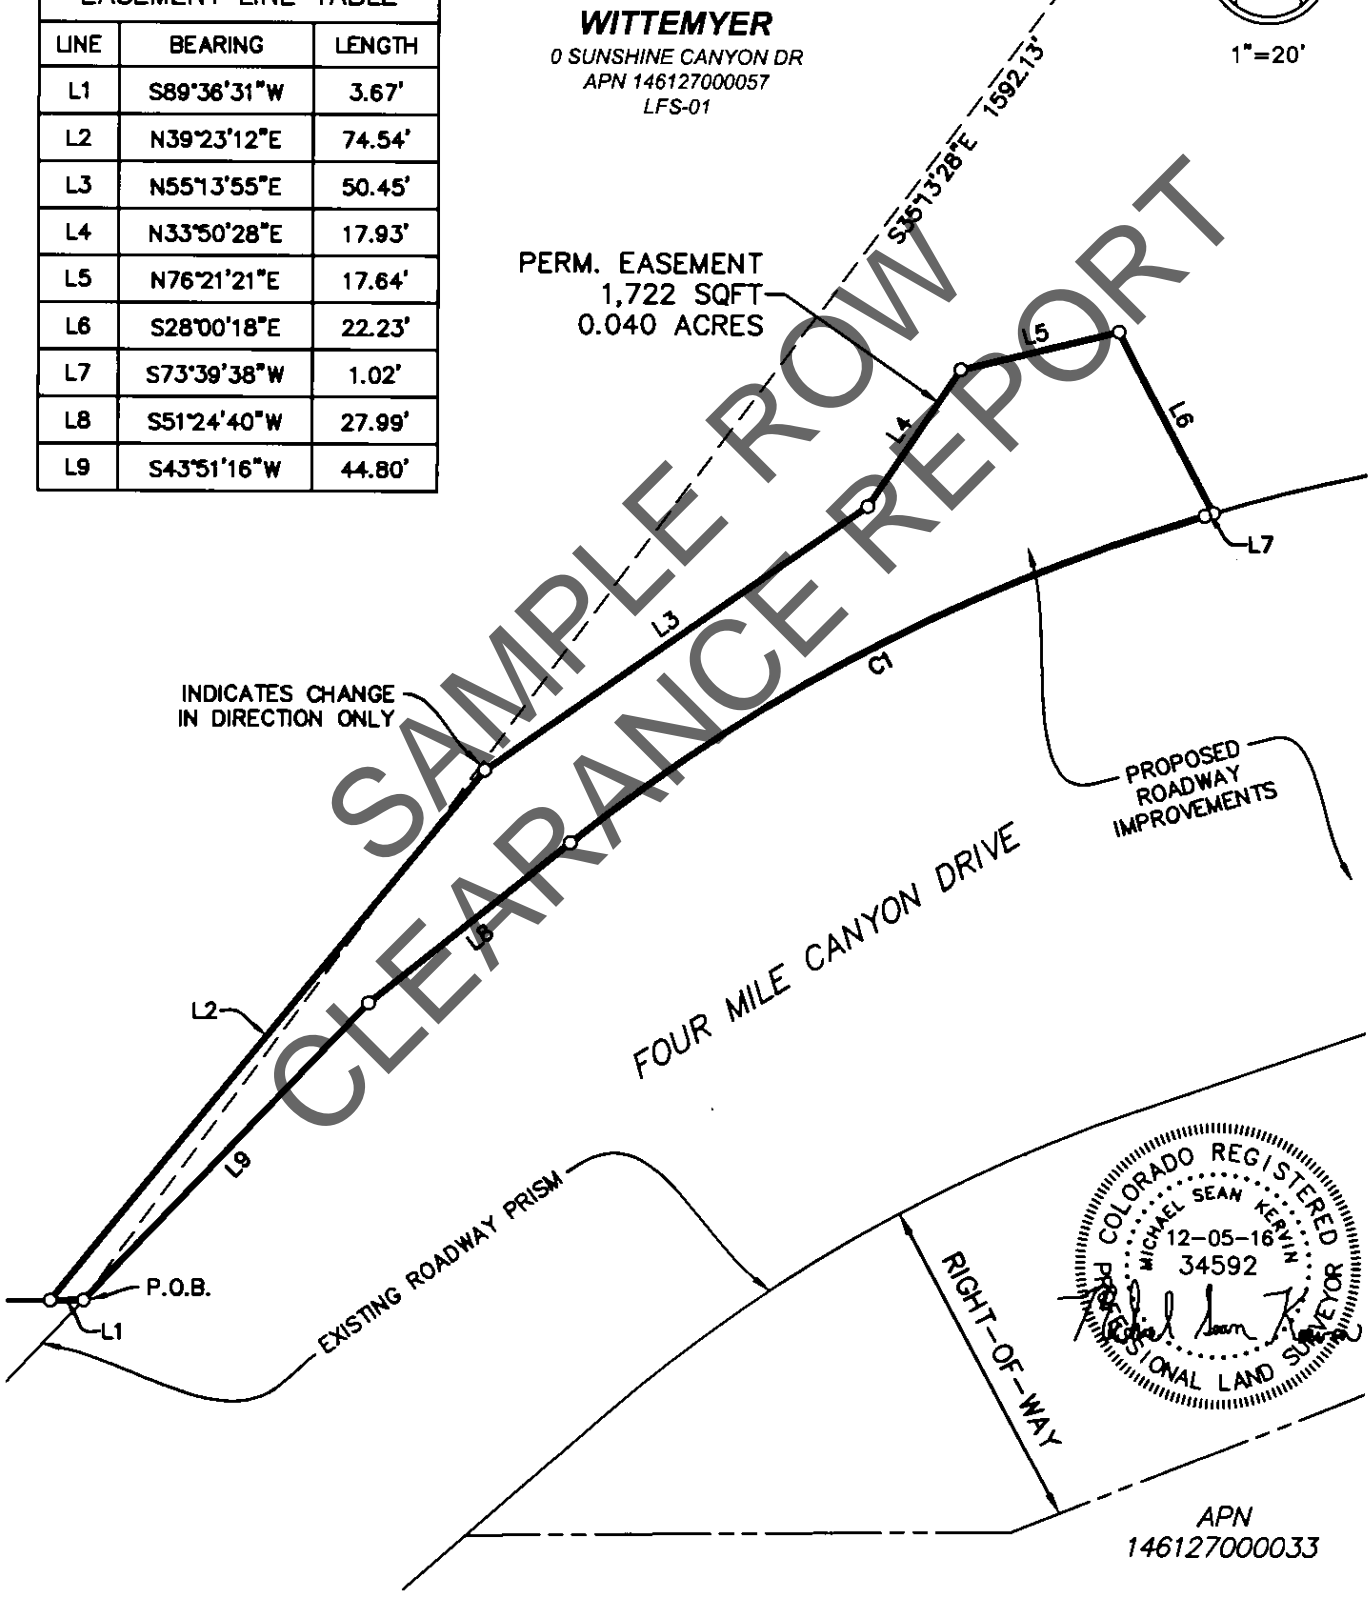 EASEMENT LINE TABLE
LINE BEARING LENGTH
L1 S89°36'31"W 3.67'
L2 N39°23'12"E 74.54'
L3 N55°13'55"E 50.45'
L4 N33°50'28"E 17.93'
L5 N76°21'21"E 17.64'
L6 S28°00'18"E 22.23'
L7 S73°39'38"W 1.02'
L8 S51°24'40"W 27.99'
L9 S43°51'16"W 44.80'
WITTEMYER
0 SUNSHINE CANYON DR
APN 146127000057
LFS-01
1"=20'
S35°13'28"E 1592.13'
PERM. EASEMENT
1,722 SQFT
0.040 ACRES
L5
L4
L6
L7
L3
C1
INDICATES CHANGE
IN DIRECTION ONLY
PROPOSED
ROADWAY
IMPROVEMENTS
SAMPLE ROW
CLEARANCE REPORT
L8
L2
FOUR MILE CANYON DRIVE
L9
P.O.B.
L1
EXISTING ROADWAY PRISM
RIGHT-OF-WAY
COLORADO REGISTERED
MICHAEL SEAN KERVIN
12-05-16
34592
Michael Sean Kervin
PROFESSIONAL LAND SURVEYOR
APN
146127000033